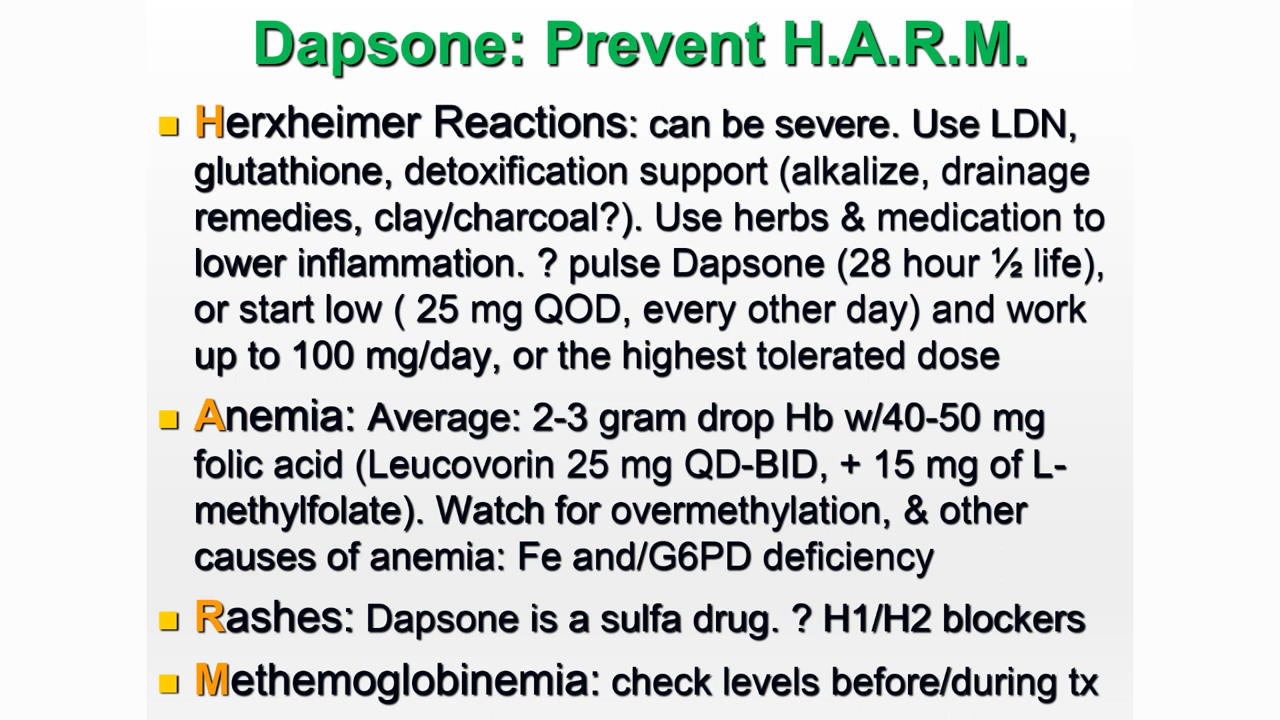 Dapsone: Prevent H.A.R.M.
Herxheimer Reactions: can be severe. Use LDN,
glutathione, detoxification support (alkalize, drainage
remedies, clay/charcoal?). Use herbs & medication to
lower inflammation. ? pulse Dapsone (28 hour ½ life),
or start low ( 25 mg QOD, every other day) and work
up to 100 mg/day, or the highest tolerated dose
Anemia: Average: 2-3 gram drop Hb w/40-50 mg
folic acid (Leucovorin 25 mg QD-BID, + 15 mg of L-
methylfolate). Watch for overmethylation, & other
causes of anemia: Fe and/G6PD deficiency
Rashes: Dapsone is a sulfa drug. ? H1/H2 blockers
Methemoglobinemia: check levels before/during tx